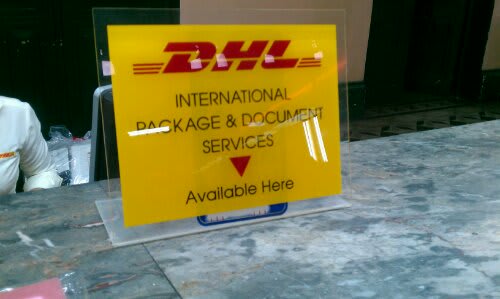 DHL
INTERNATIONAL
PACKAGE & DOCUMENT
SERVICES
Available Here